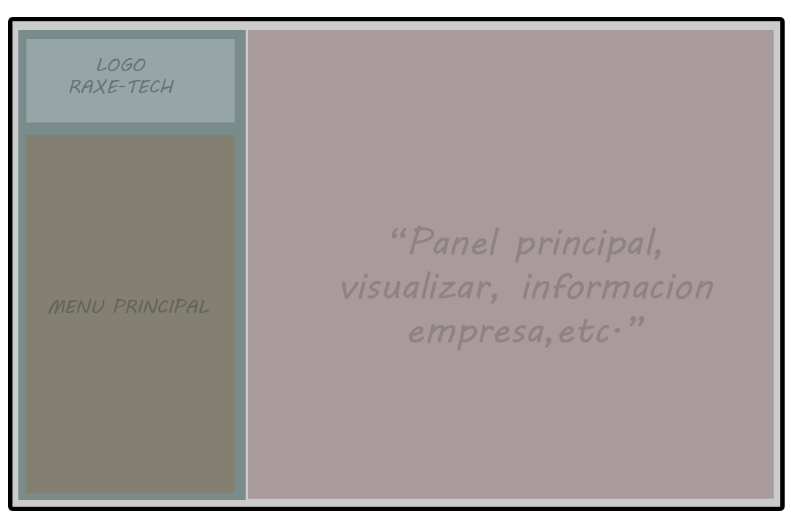 LOGO
RAXE-TECH
MENU PRINCIPAL
“Panel principal,
visualizar, informacion
empresa,etc.”